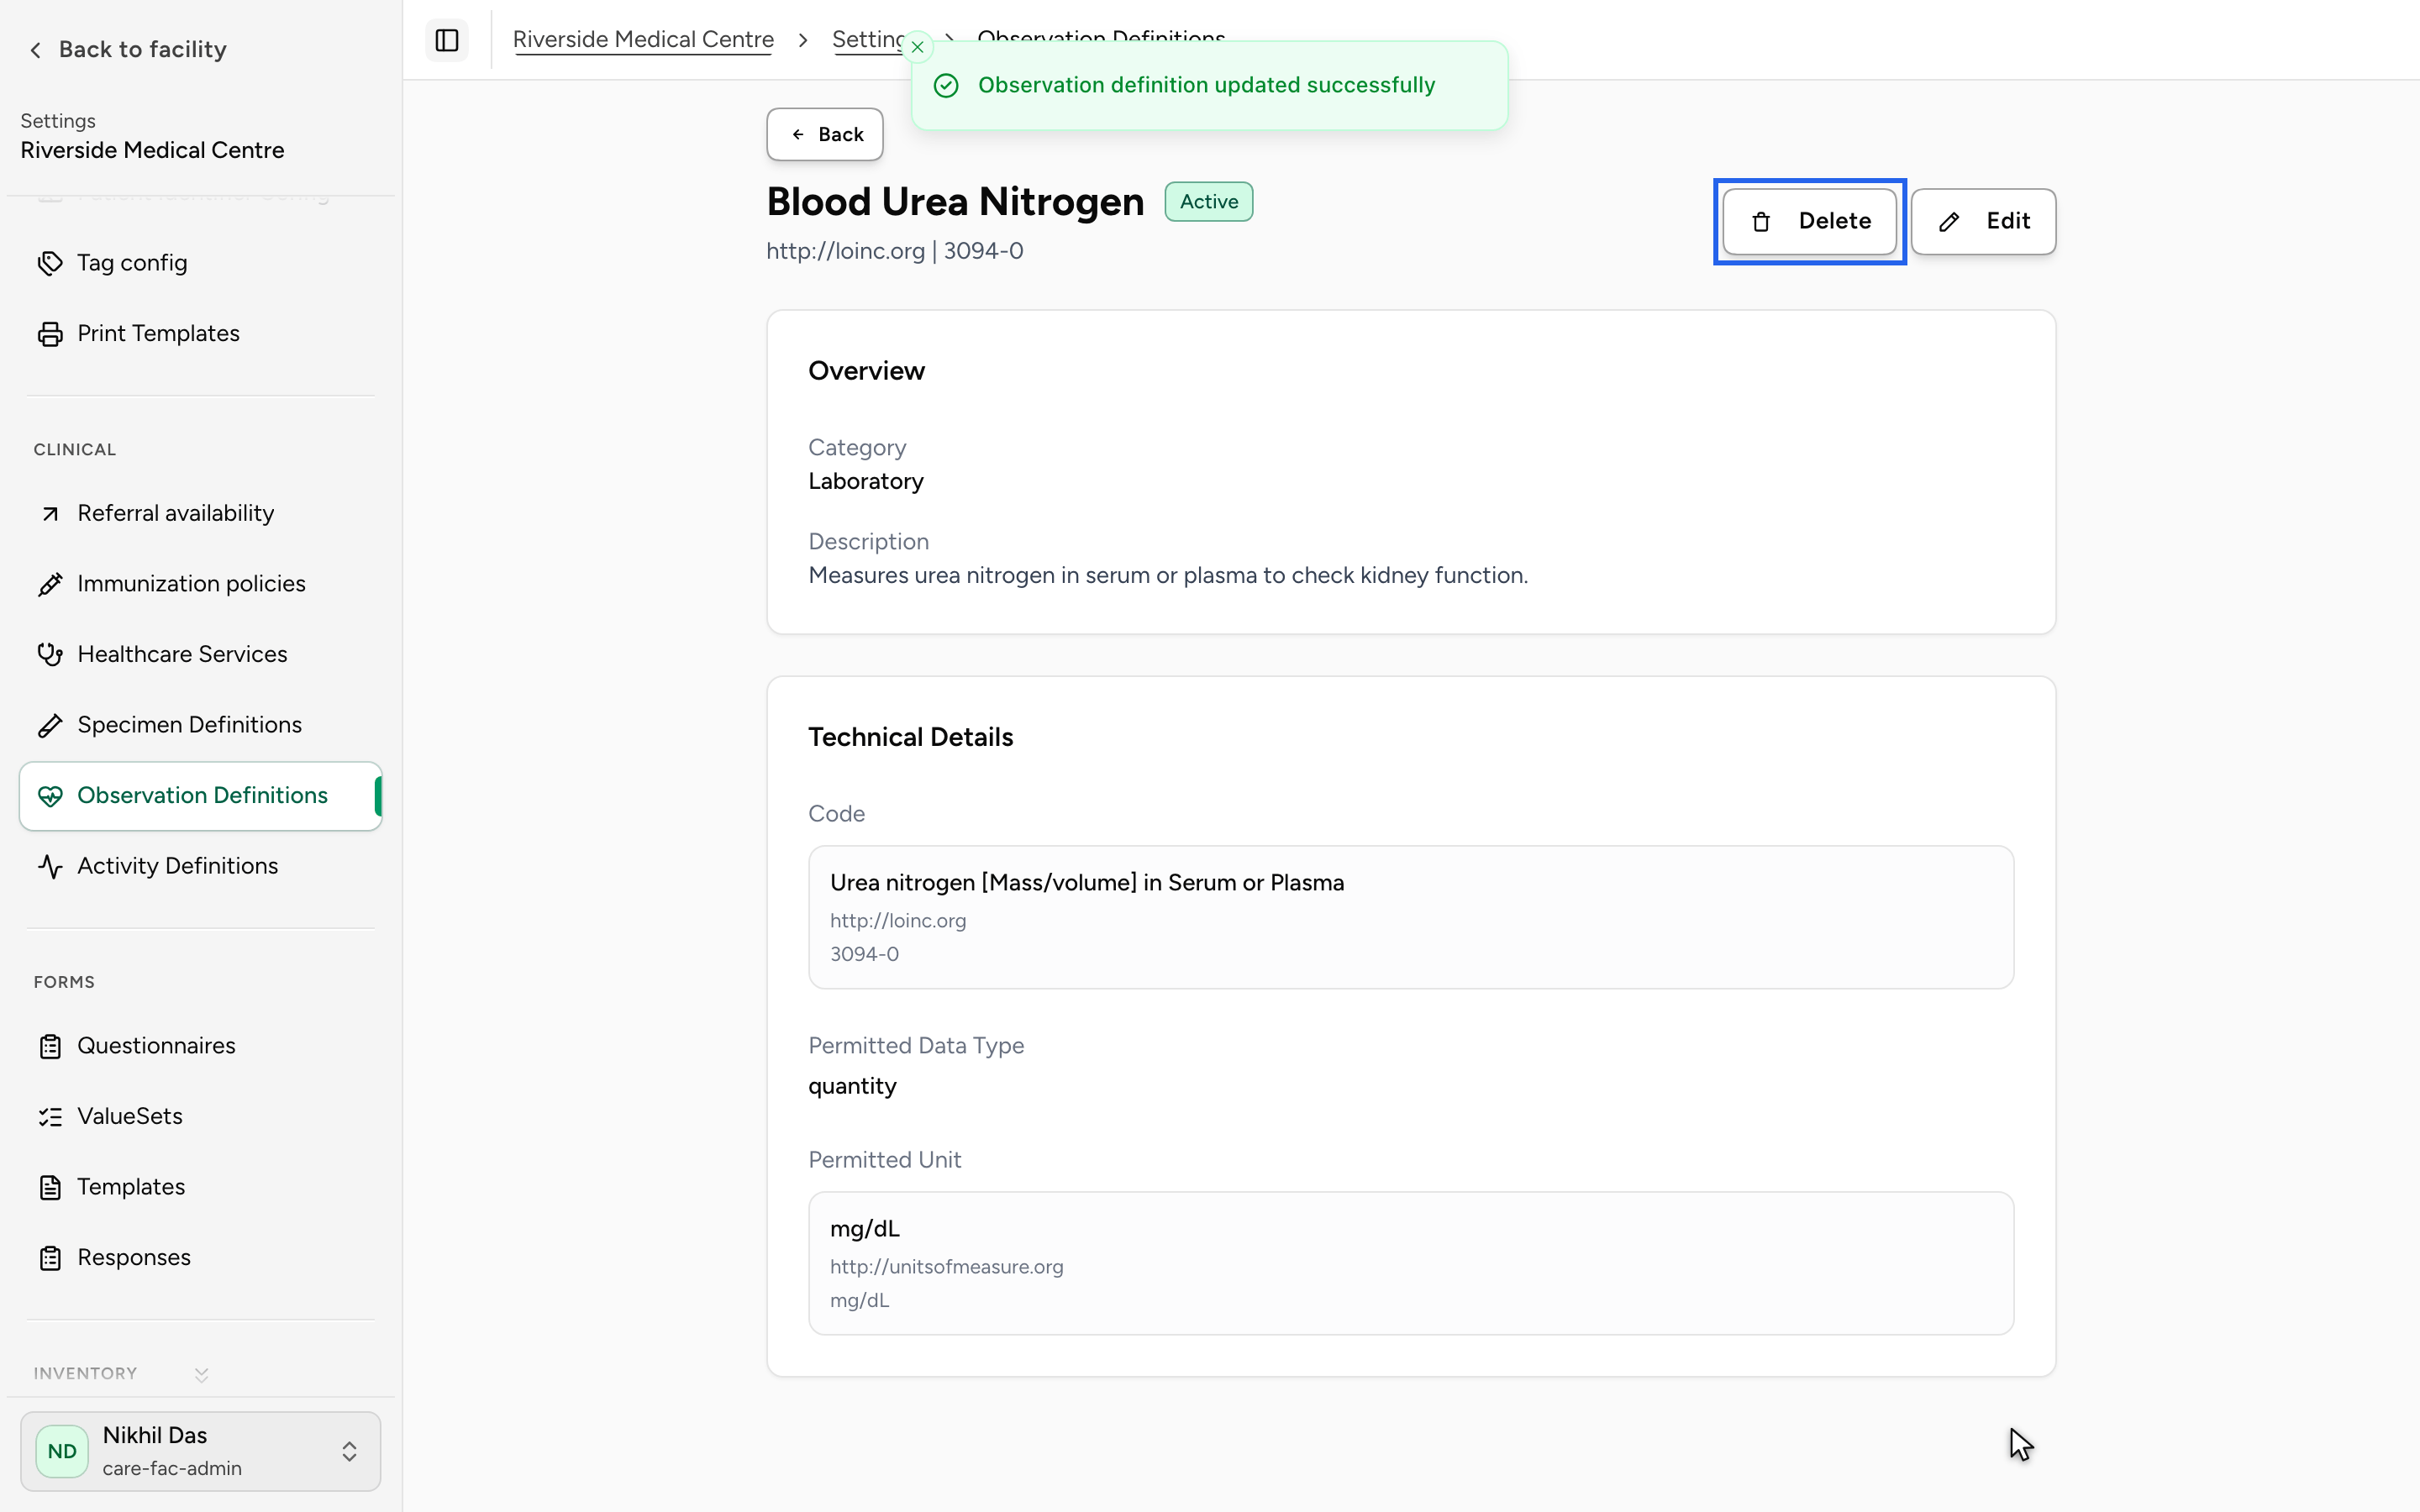 Back to facility
Settings
Riverside Medical Centre
Tag config
Print Templates
CLINICAL
Referral availability
Immunization policies
Healthcare Services
Specimen Definitions
Observation Definitions
Activity Definitions
FORMS
Questionnaires
ValueSets
Templates
Responses
INVENTORY
ND
Nikhil Das
care-fac-admin
Riverside Medical Centre
Observation Definitions
Observation definition updated successfully
Back
Blood Urea Nitrogen
Active
http://loinc.org | 3094-0
Delete
Edit
Overview
Category
Laboratory
Description
Measures urea nitrogen in serum or plasma to check kidney function.
Technical Details
Code
Urea nitrogen [Mass/volume] in Serum or Plasma
http://loinc.org
3094-0
Permitted Data Type
quantity
Permitted Unit
mg/dL
http://unitsofmeasure.org
mg/dL